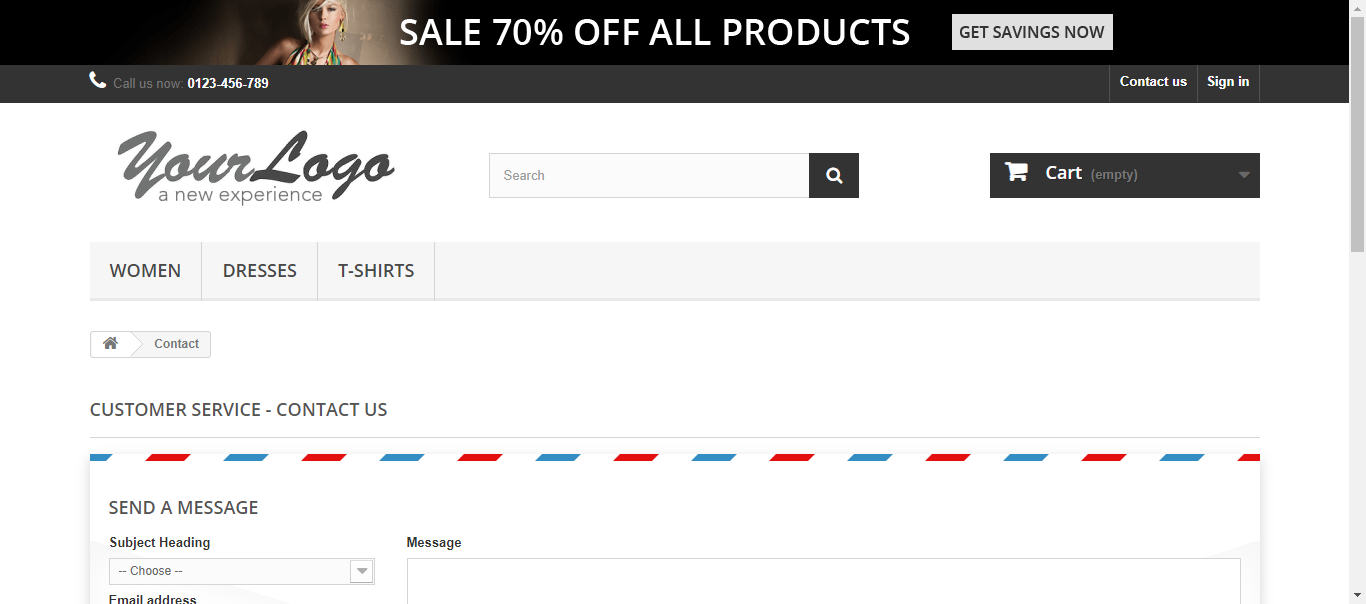 SALE 70% OFF ALL PRODUCTS
GET SAVINGS NOW
Call us now: 0123-456-789
Contact us
Sign in
YourLogo
a new experience
Search
Cart (empty)
WOMEN
DRESSES
T-SHIRTS
Contact
CUSTOMER SERVICE - CONTACT US
SEND A MESSAGE
Subject Heading
Message
-- Choose --
Email address